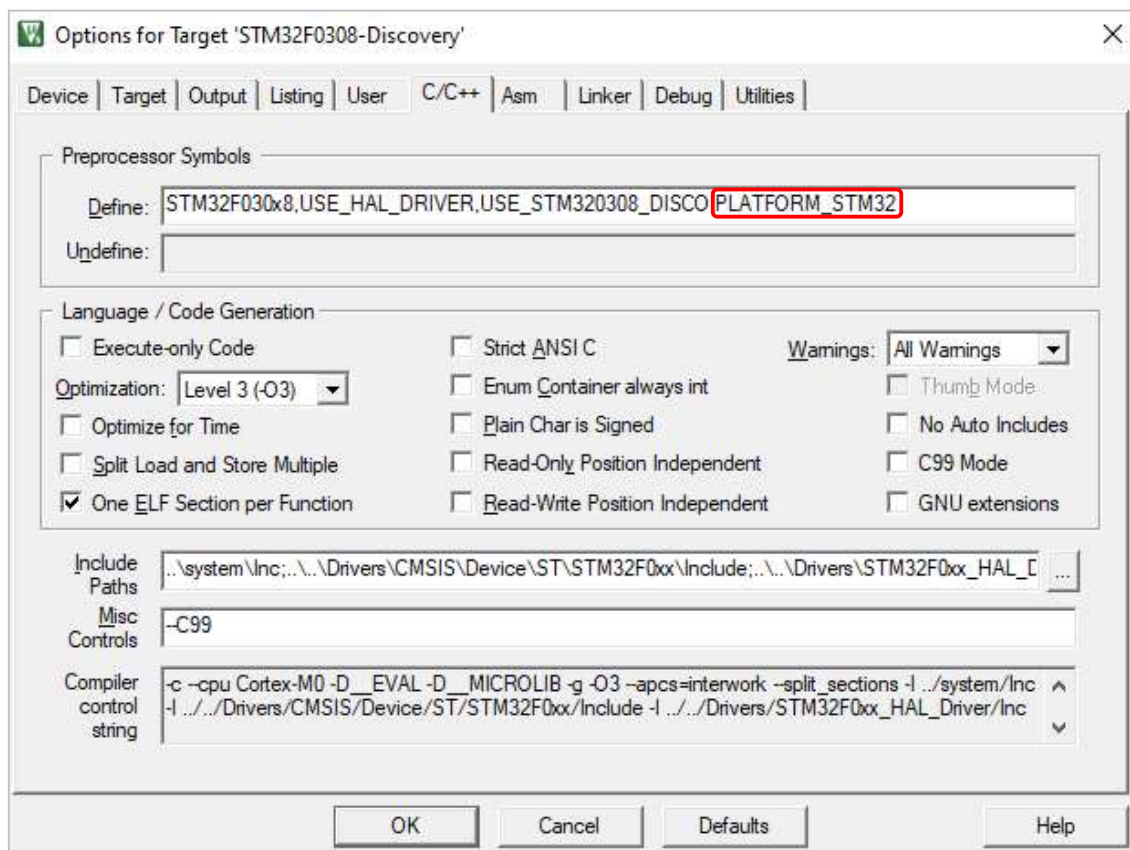 Options for Target 'STM32F0308-Discovery'
Device Target Output Listing User C/C++ Asm Linker Debug Utilities
Preprocessor Symbols
Define: STM32F030x8,USE_HAL_DRIVER,USE_STM320308_DISCO PLATFORM_STM32
Undefine:
Language / Code Generation
Execute-only Code Strict ANSI C Warnings: All Warnings
Optimization: Level 3 (-O3) Enum Container always int Thumb Mode
Optimize for Time Plain Char is Signed No Auto Includes
Split Load and Store Multiple Read-Only Position Independent C99 Mode
One ELF Section per Function Read-Write Position Independent GNU extensions
Include Paths ..\system\Inc;..\..\Drivers\CMSIS\Device\ST\STM32F0xx\Include;..\..\Drivers\STM32F0xx_HAL_D ...
Misc Controls --C99
Compiler control string -c --cpu Cortex-M0 -D__EVAL -D__MICROLIB -g -O3 --apcs=interwork --split_sections -I ../system/Inc
-I ../../Drivers/CMSIS/Device/ST/STM32F0xx/Include -I ../../Drivers/STM32F0xx_HAL_Driver/Inc
OK Cancel Defaults Help